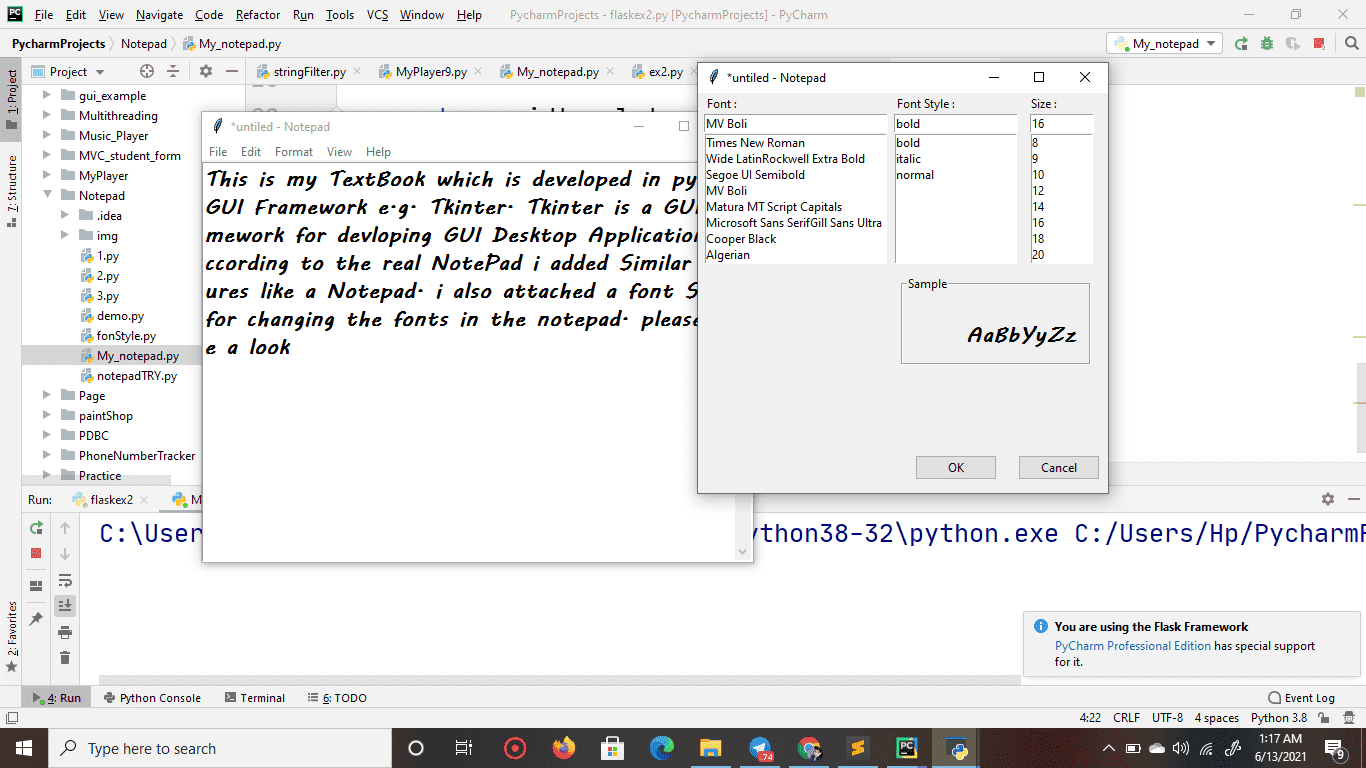 File Edit View Navigate Code Refactor Run Tools VCS Window Help PycharmProjects - flaskex2.py [PycharmProjects] - PyCharm
PycharmProjects Notepad My_notepad.py
My_notepad
1: Project
7: Structure
2: Favorites
Project
gui_example
Multithreading
Music_Player
MVC_student_form
MyPlayer
Notepad
.idea
img
1.py
2.py
3.py
demo.py
fonStyle.py
My_notepad.py
notepadTRY.py
Page
paintShop
PDBC
PhoneNumberTracker
Practice
stringFilter.py MyPlayer9.py My_notepad.py ex2.py
*untiled - Notepad
File Edit Format View Help
This is my TextBook which is developed in py
GUI Framework e.g. Tkinter. Tkinter is a GU
mework for devloping GUI Desktop Application
ccording to the real NotePad i added Similar
ures like a Notepad. i also attached a font S
for changing the fonts in the notepad. please
e a look
*untiled - Notepad
Font : Font Style : Size :
MV Boli bold 16
Times New Roman bold 8
Wide LatinRockwell Extra Bold italic 9
Segoe UI Semibold normal 10
MV Boli 12
Matura MT Script Capitals 14
Microsoft Sans SerifGill Sans Ultra 16
Cooper Black 18
Algerian 20
Sample
AaBbYyZz
OK Cancel
Run: flaskex2 M
C:\User ython38-32\python.exe C:/Users/Hp/PycharmP
You are using the Flask Framework
PyCharm Professional Edition has special support
for it.
4: Run Python Console Terminal 6: TODO Event Log
4:22 CRLF UTF-8 4 spaces Python 3.8
Type here to search
74
1:17 AM
6/13/2021
9